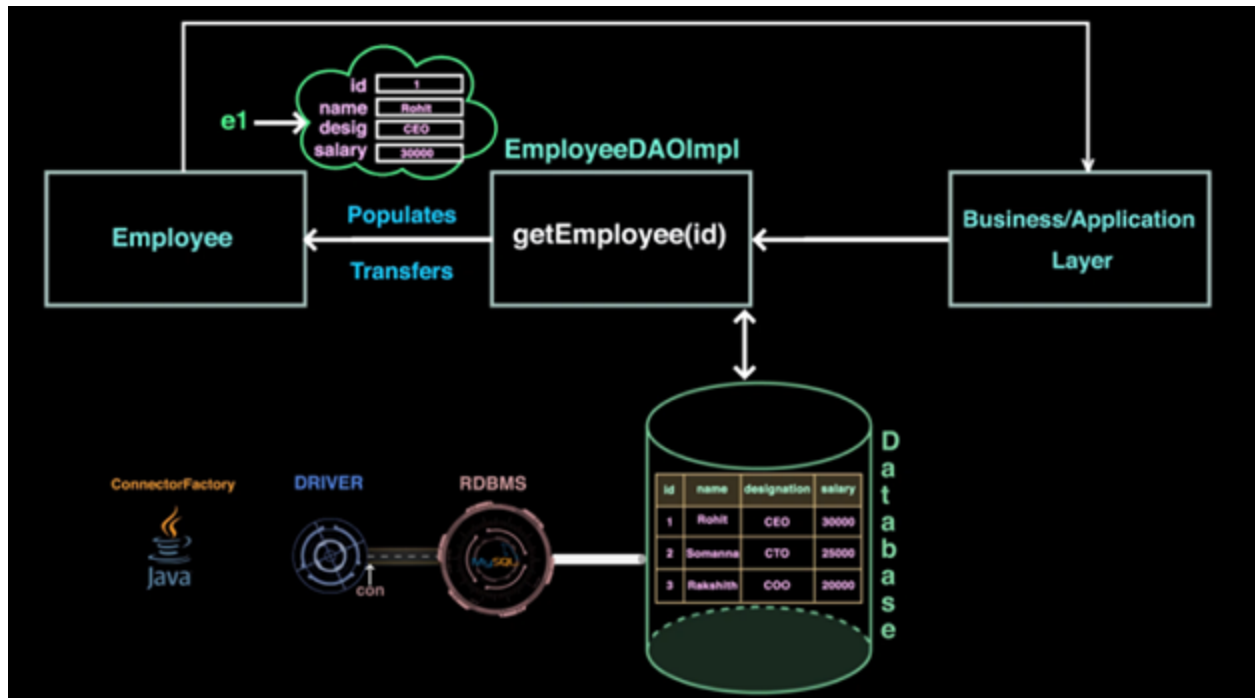 id 1
name Rohit
e1
desig CEO
salary 30000
EmployeeDAOImpl
Employee
Populates
Transfers
getEmployee(id)
Business/Application
Layer
ConnectorFactory
Java
DRIVER
con
RDBMS
MySQL
Database
id name designation salary
1 Rohit CEO 30000
2 Somanna CTO 25000
3 Rakshith COO 20000